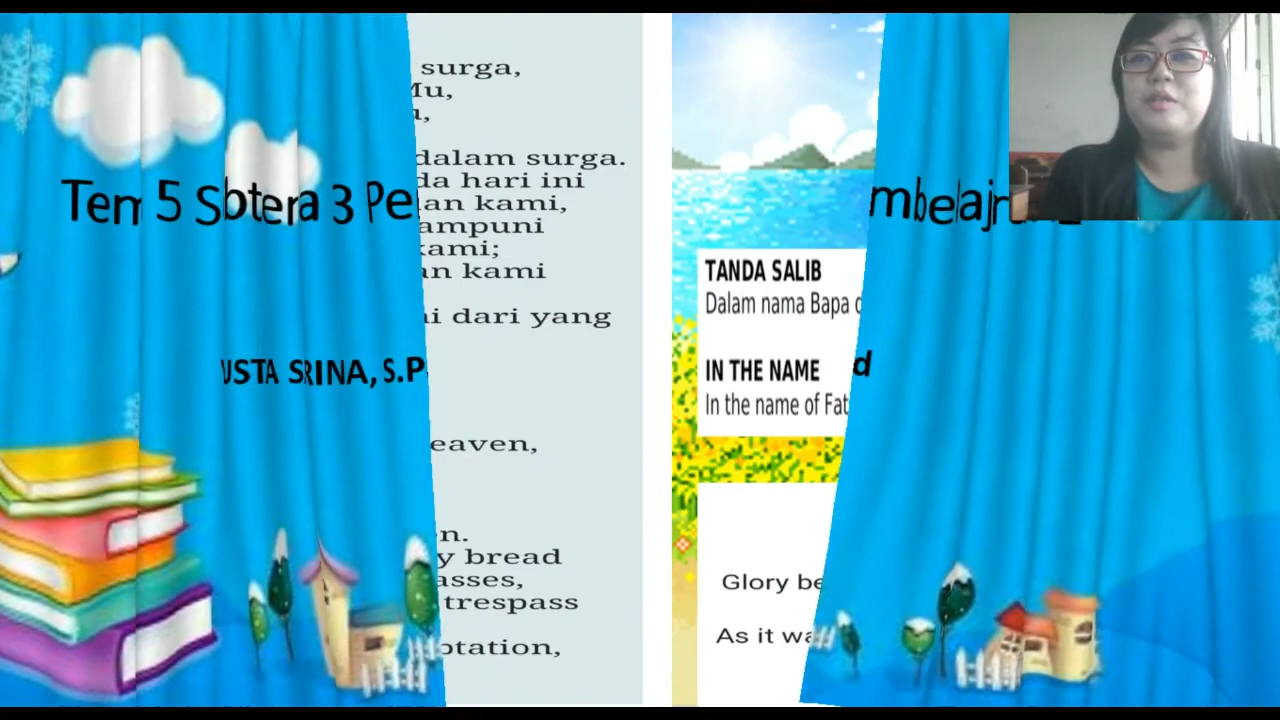 Tem 5 Sbtera 3 Pe
mbelajr
USTA SRINA, S.P
d
surga,
Mu,
dalam surga.
da hari ini
an kami,
ampuni
kami;
an kami
i dari yang
eaven,
n.
y bread
asses,
trespass
ptation,
TANDA SALIB
Dalam nama Bapa
IN THE NAME
In the name of Fat
Glory be
As it wa